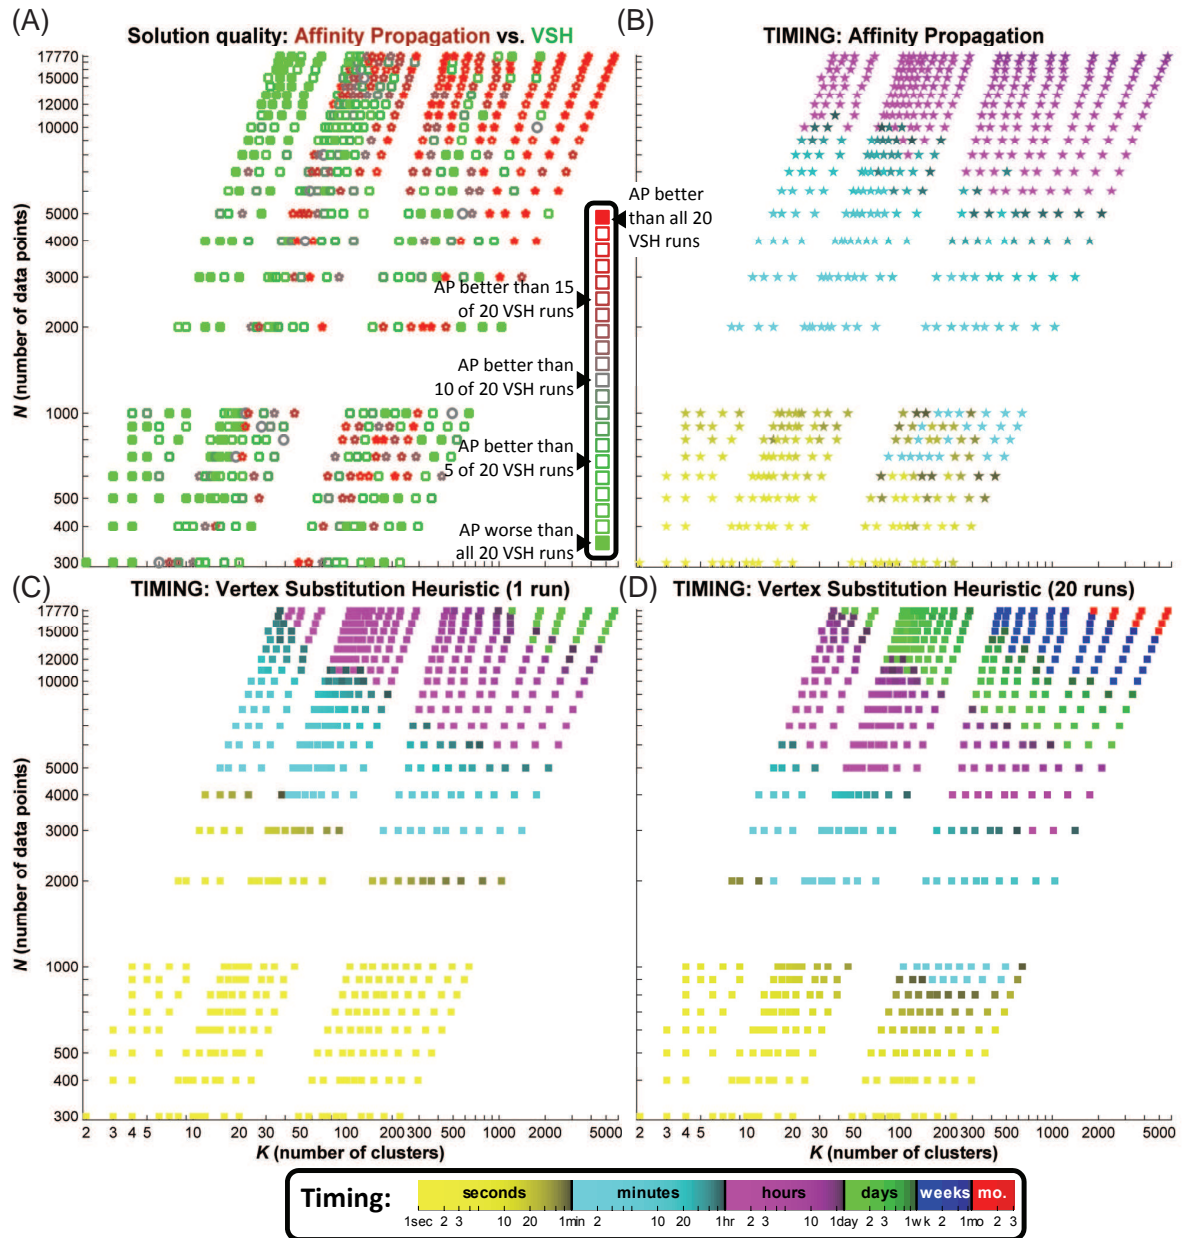 (A)
Solution quality: Affinity Propagation vs. VSH
17770
15000
12000
10000
5000
4000
3000
2000
1000
500
400
300
N (number of data points)
AP better
than all 20
VSH runs
AP better than 15
of 20 VSH runs
AP better than
10 of 20 VSH runs
AP better than
5 of 20 VSH runs
AP worse than
all 20 VSH runs
(B)
TIMING: Affinity Propagation
(C)
TIMING: Vertex Substitution Heuristic (1 run)
17770
15000
12000
10000
5000
4000
3000
2000
1000
500
400
300
N (number of data points)
2 3 4 5 10 20 30 50 100 200 500 1000 2000 5000
K (number of clusters)
(D)
TIMING: Vertex Substitution Heuristic (20 runs)
2 3 4 5 10 20 30 50 100 200 500 1000 2000 5000
K (number of clusters)
Timing:
seconds minutes hours days weeks mo.
1sec 2 3 10 20 1min 2 10 20 1hr 2 3 10 1day 2 3 1wk 2 1mo 2 3